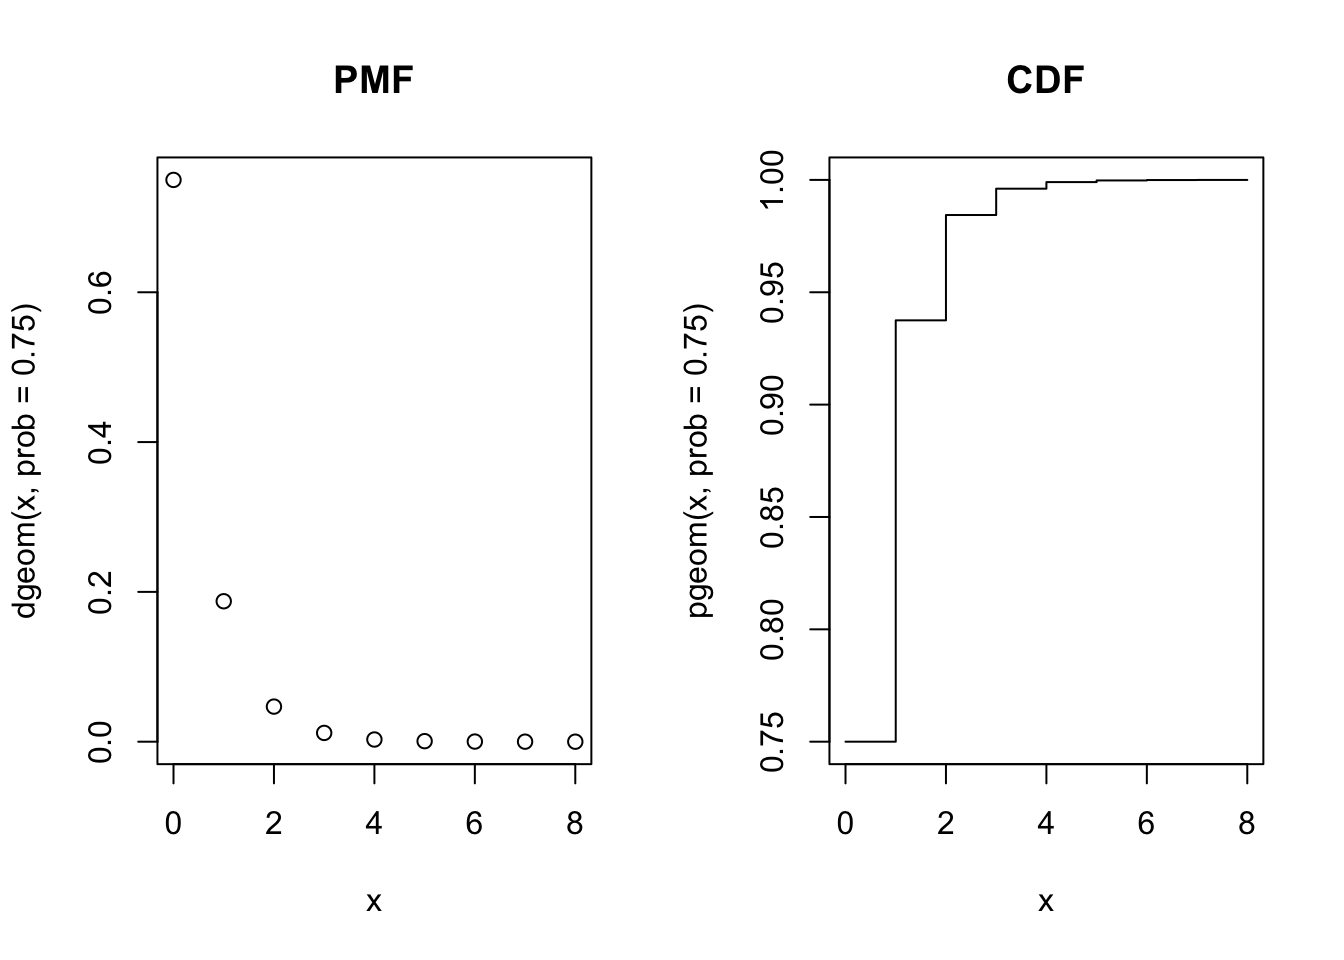 PMF
dgeom(x, prob = 0.75)
0.6
0.4
0.2
0.0
0 2 4 6 8
x
CDF
pgeom(x, prob = 0.75)
1.00
0.95
0.90
0.85
0.80
0.75
0 2 4 6 8
x